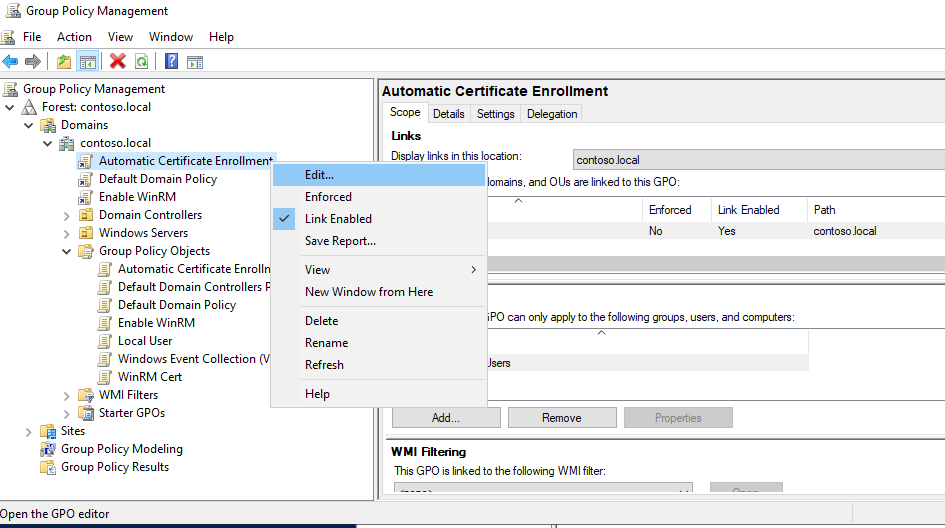 Group Policy Management
File Action View Window Help
Group Policy Management
Forest: contoso.local
Domains
contoso.local
Automatic Certificate Enrollment
Default Domain Policy
Enable WinRM
Domain Controllers
Windows Servers
Group Policy Objects
Automatic Certificate Enrolln
Default Domain Controllers P
Default Domain Policy
Enable WinRM
Local User
Windows Event Collection (V
WinRM Cert
WMI Filters
Starter GPOs
Sites
Group Policy Modeling
Group Policy Results
Edit...
Enforced
Link Enabled
Save Report...
View
New Window from Here
Delete
Rename
Refresh
Help
Automatic Certificate Enrollment
Scope Details Settings Delegation
Links
Display links in this location: contoso.local
omains, and OUs are linked to this GPO:
Enforced Link Enabled Path
No Yes contoso.local
GPO can only apply to the following groups, users, and computers:
Users
Add... Remove Properties
WMI Filtering
This GPO is linked to the following WMI filter:
<none> Open
Open the GPO editor